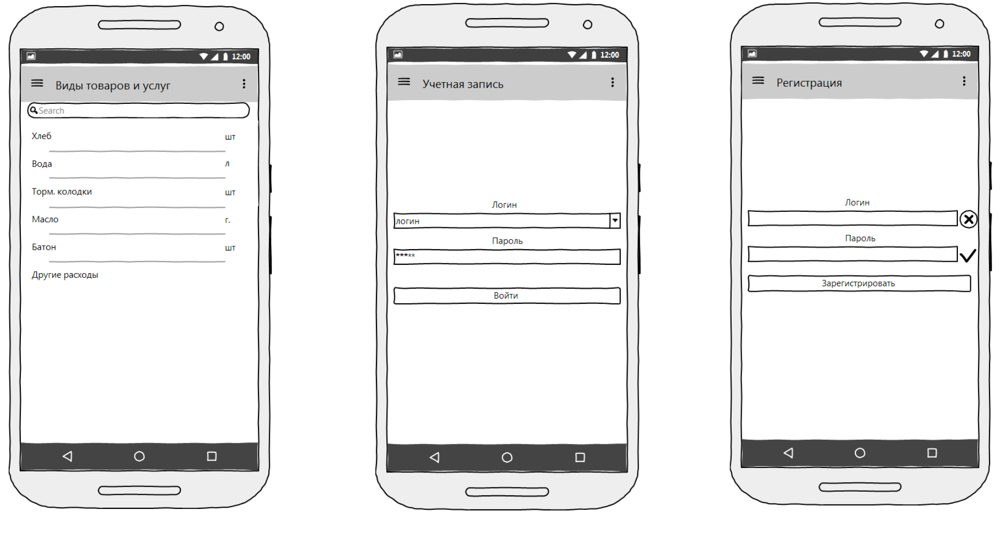 12:00
Виды товаров и услуг
Search
Хлеб шт
Вода л
Торм. колодки шт
Масло г.
Батон шт
Другие расходы
12:00
Учетная запись
Логин
логин
Пароль
*****
Войти
12:00
Регистрация
Логин
Пароль
Зарегистрировать